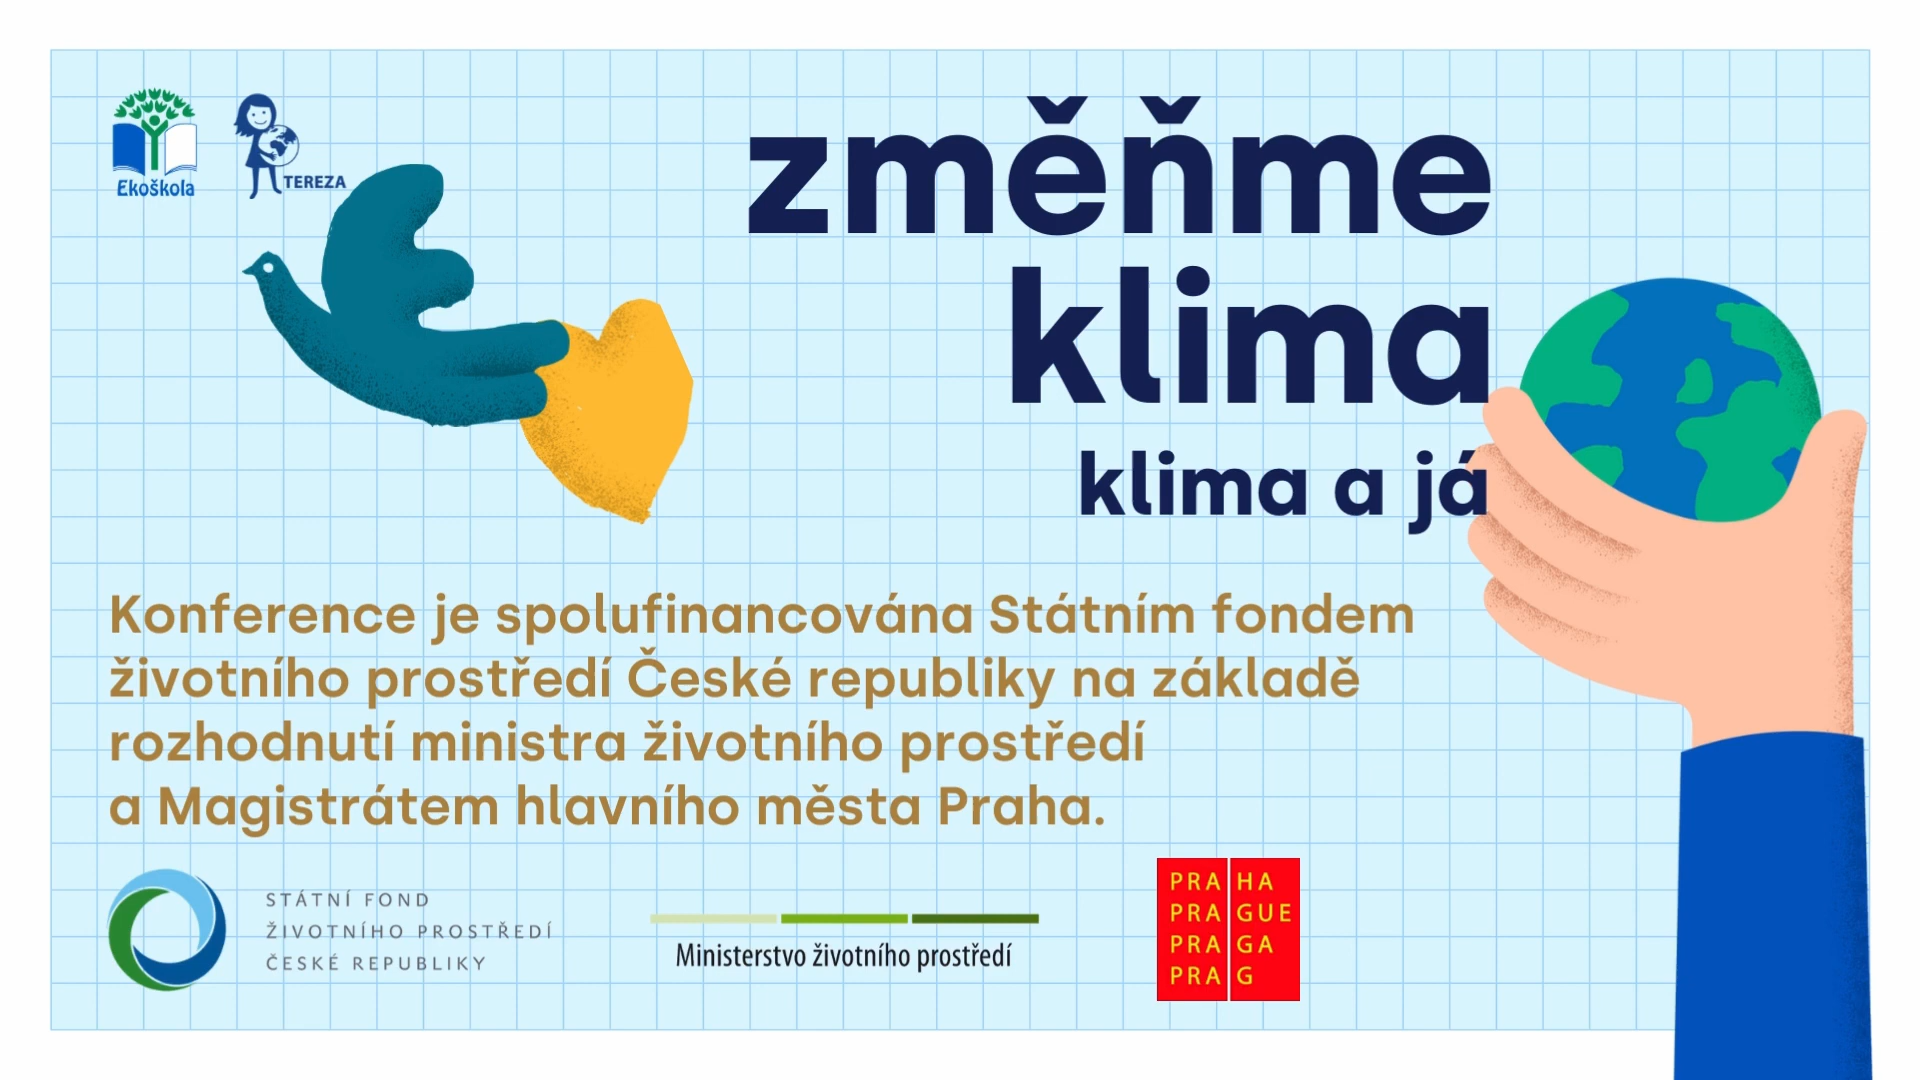 Ekoškola
TEREZA
změňme
klima
klima a já
Konference je spolufinancována Státním fondem
životního prostředí České republiky na základě
rozhodnutí ministra životního prostředí
a Magistrátem hlavního města Praha.
STÁTNÍ FOND
ŽIVOTNÍHO PROSTŘEDÍ
ČESKÉ REPUBLIKY
Ministerstvo životního prostředí
PRA HA
PRA GUE
PRA GA
PRA G